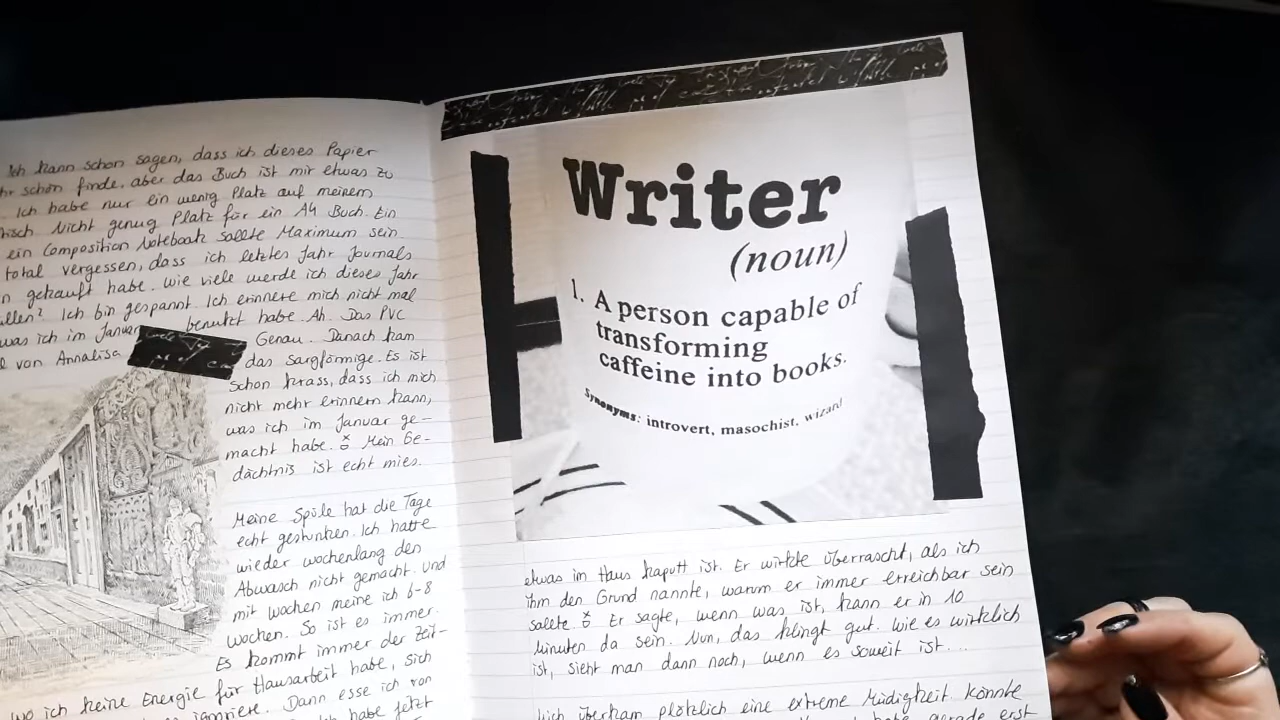 Ich kann schon sagen, dass ich dieses Papier
schön finde, aber das Buch ist mir etwas zu
Ich habe nur ein wenig Platz auf meinem
Nicht genug Platz für ein A4 Buch. Ein
ein Composition Notebook sollte Maximum sein
total vergessen, dass ich letztes Jahr Journals
gekauft habe. Wie viele werde ich dieses Jahr
Ich bin gespannt. Ich erinnere mich nicht mal
was ich im Januar benutzt habe. Ah. Das PVC
von Annalisa Genau. Danach kam
das sargförmige. Es ist
schon krass, dass ich mich
nicht mehr erinnern kann,
was ich im Januar ge-
macht habe. Mein Ge-
dächtnis ist echt mies.
Meine Spüle hat die Tage
echt gestunken. Ich hatte
wieder wochenlang den
Abwasch nicht gemacht. Und
mit Wochen meine ich 6-8
Wochen. So ist es immer.
Es kommt immer der Zeit-
wo ich keine Energie für Hausarbeit habe, sich
Dann esse ich von
Ich habe jetzt
Writer
(noun)
1. A person capable of
transforming
caffeine into books.
Synonyms: introvert, masochist, wizard
etwas im Haus kaputt ist. Er wirkte überrascht, als ich
ihm den Grund nannte, warum er immer erreichbar sein
sollte Er sagte, wenn was ist, kann er in 10
Minuten da sein. Nun, das klingt gut. Wie es wirklich
ist, sieht man dann noch, wenn es soweit ist...
Mich überkam plötzlich eine extreme Müdigkeit. Könnte
habe gerade erst